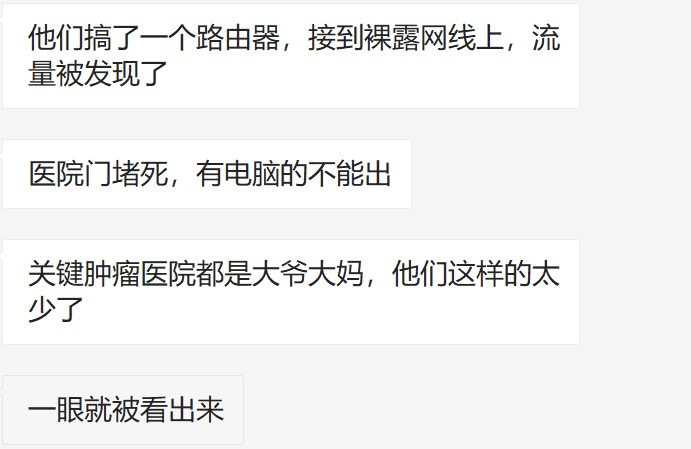 他们搞了一个路由器，接到裸露网线上，流
量被发现了
医院门堵死，有电脑的不能出
关键肿瘤医院都是大爷大妈，他们这样的太
少了
一眼就被看出来